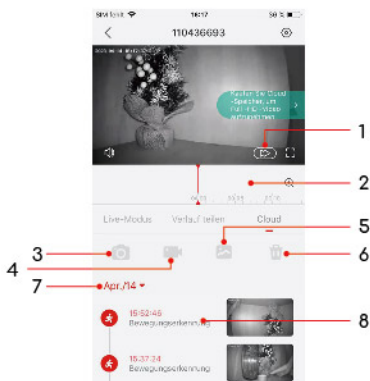 SIM fehlt 16:17 58 %
110436693
Kaufen Sie Cloud
-Speicher, um
Full-HD-Video
aufzunehmen
1
2
Live-Modus Verlauf teilen Cloud
3
4
5
6
7
Apr./14
15:52:46
Bewegungserkennung
8
15:37:24
Bewegungserkennung